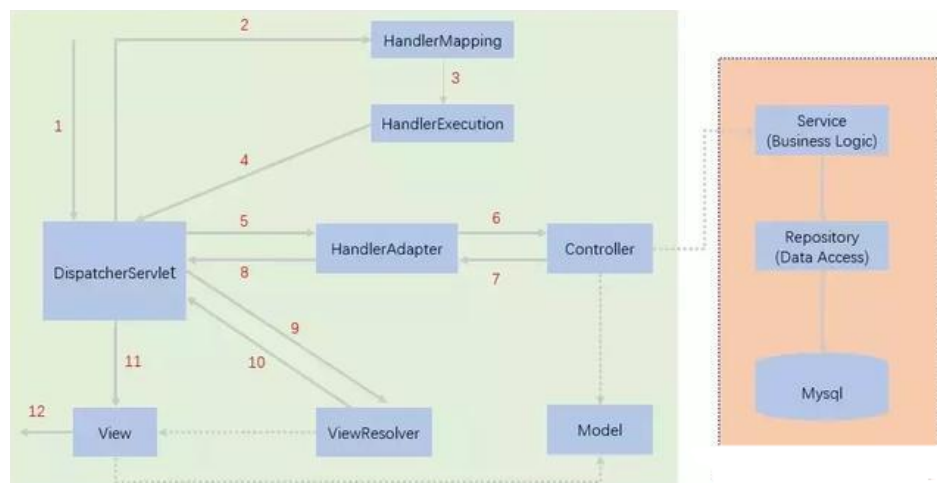 2
HandlerMapping
3
1
HandlerExecution
Service
(Business Logic)
4
5
6
DispatcherServlet
HandlerAdapter
Controller
Repository
(Data Access)
8
7
9
10
11
Mysql
12
View
ViewResolver
Model